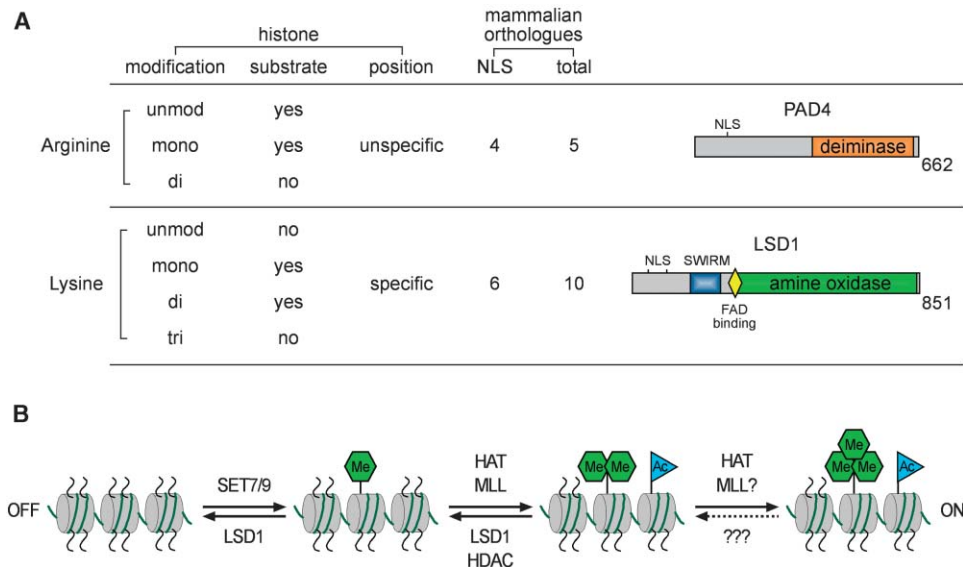 A
histone
mammalian
orthologues
modification substrate position NLS total
Arginine
unmod yes
mono yes unspecific 4 5
di no
PAD4
NLS
deiminase
662
Lysine
unmod no
mono yes
specific 6 10
di yes
tri no
LSD1
NLS SWIRM
amine oxidase
851
FAD
binding
B
OFF
SET7/9
LSD1
Me
HAT
MLL
LSD1
HDAC
Me Me Ac
HAT
MLL?
???
Me
Me Me Ac
ON